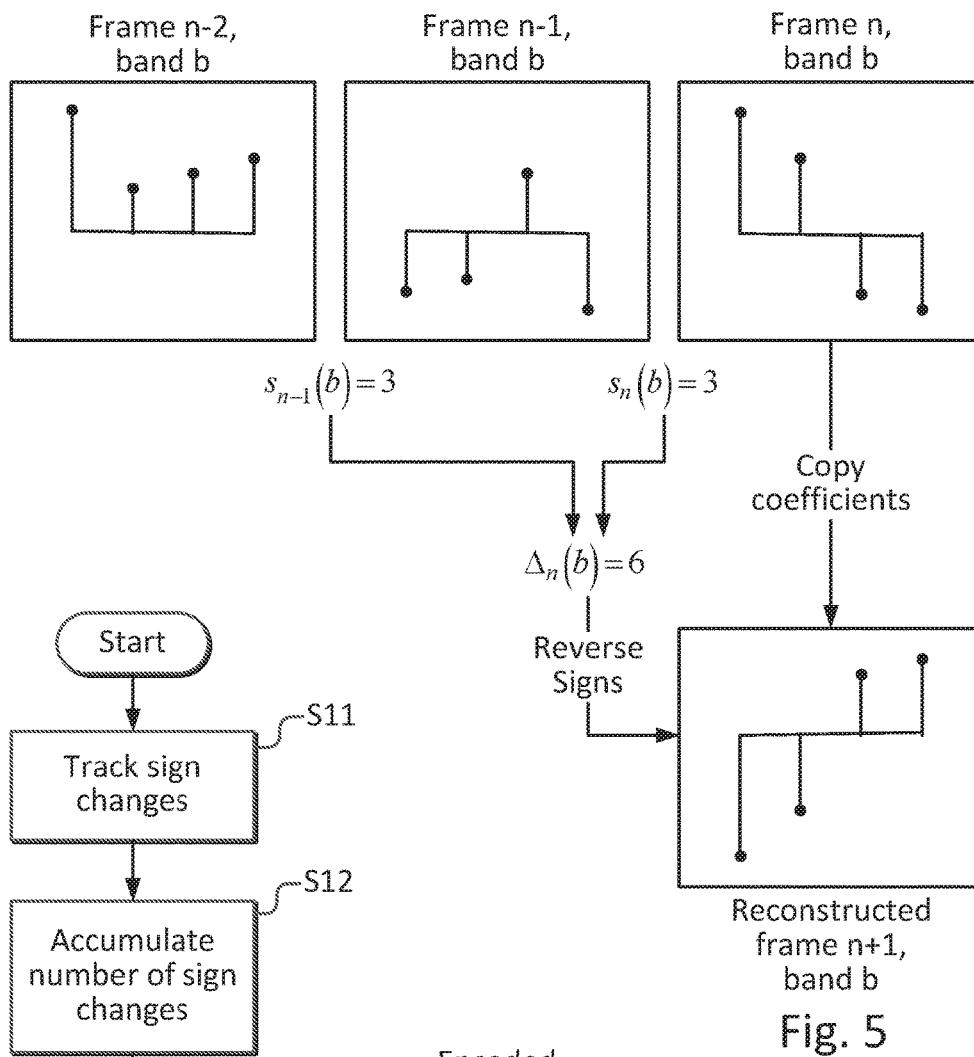 Frame n-2,
band b
Frame n-1,
band b
Frame n,
band b
s_{n-1}(b)=3
s_n(b)=3
Copy
coefficients
Δ_n(b)=6
Reverse
Signs
Start
S11
Track sign
changes
S12
Accumulate
number of sign
changes
Reconstructed
frame n+1,
band b
Fig. 5
Encoded